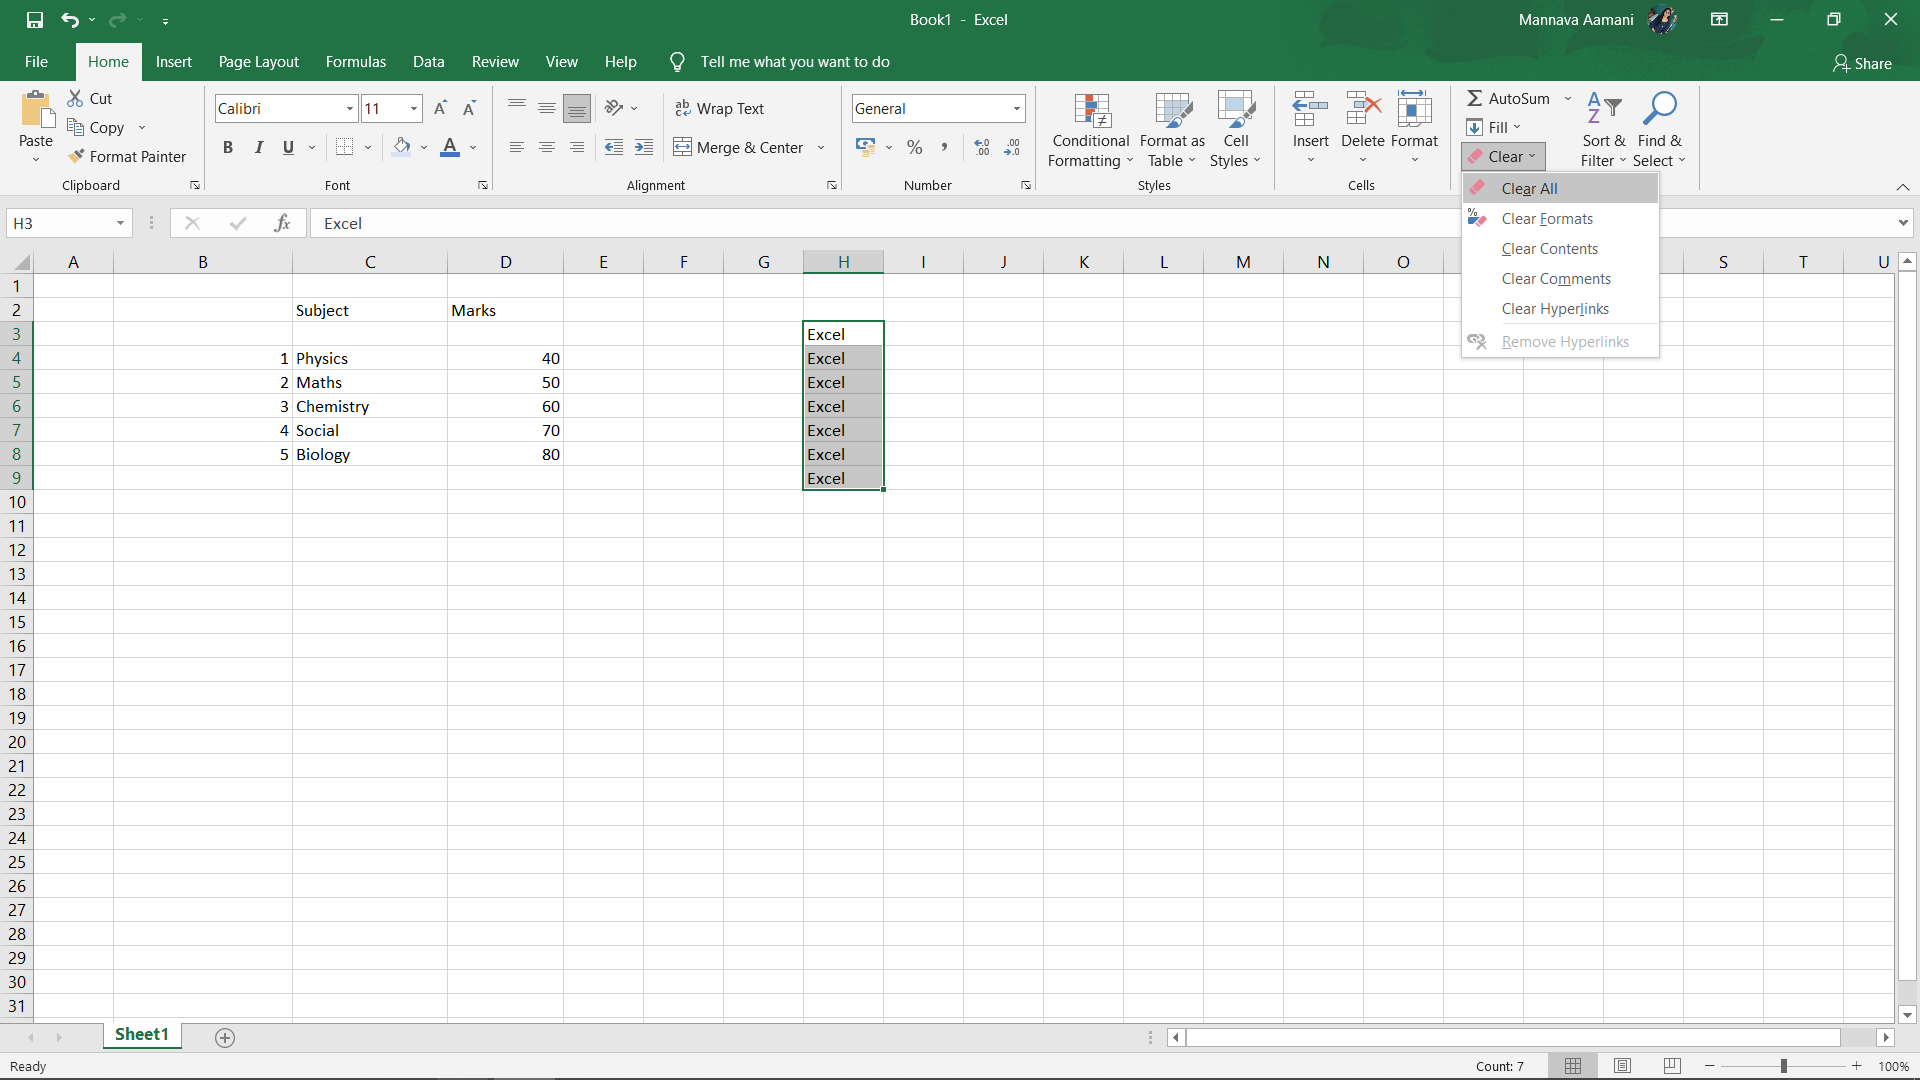 Book1 - Excel
Mannava Aamani
File Home Insert Page Layout Formulas Data Review View Help Tell me what you want to do
Share
Paste
Cut
Copy
Format Painter
Clipboard
Calibri 11
B I U A
Font
ab Wrap Text
Merge & Center
Alignment
General
% ,
Number
Conditional Formatting
Format as Table
Cell Styles
Styles
Insert Delete Format
Cells
AutoSum
Fill
Clear
Sort & Filter
Find & Select
Clear All
Clear Formats
Clear Contents
Clear Comments
Clear Hyperlinks
Remove Hyperlinks
H3 fx Excel
A B C D E F G H I J K L M N O S T U
1
2 Subject Marks
3 Excel
4 1 Physics 40 Excel
5 2 Maths 50 Excel
6 3 Chemistry 60 Excel
7 4 Social 70 Excel
8 5 Biology 80 Excel
9 Excel
10
11
12
13
14
15
16
17
18
19
20
21
22
23
24
25
26
27
28
29
30
31
Sheet1
Ready
Count: 7
100%